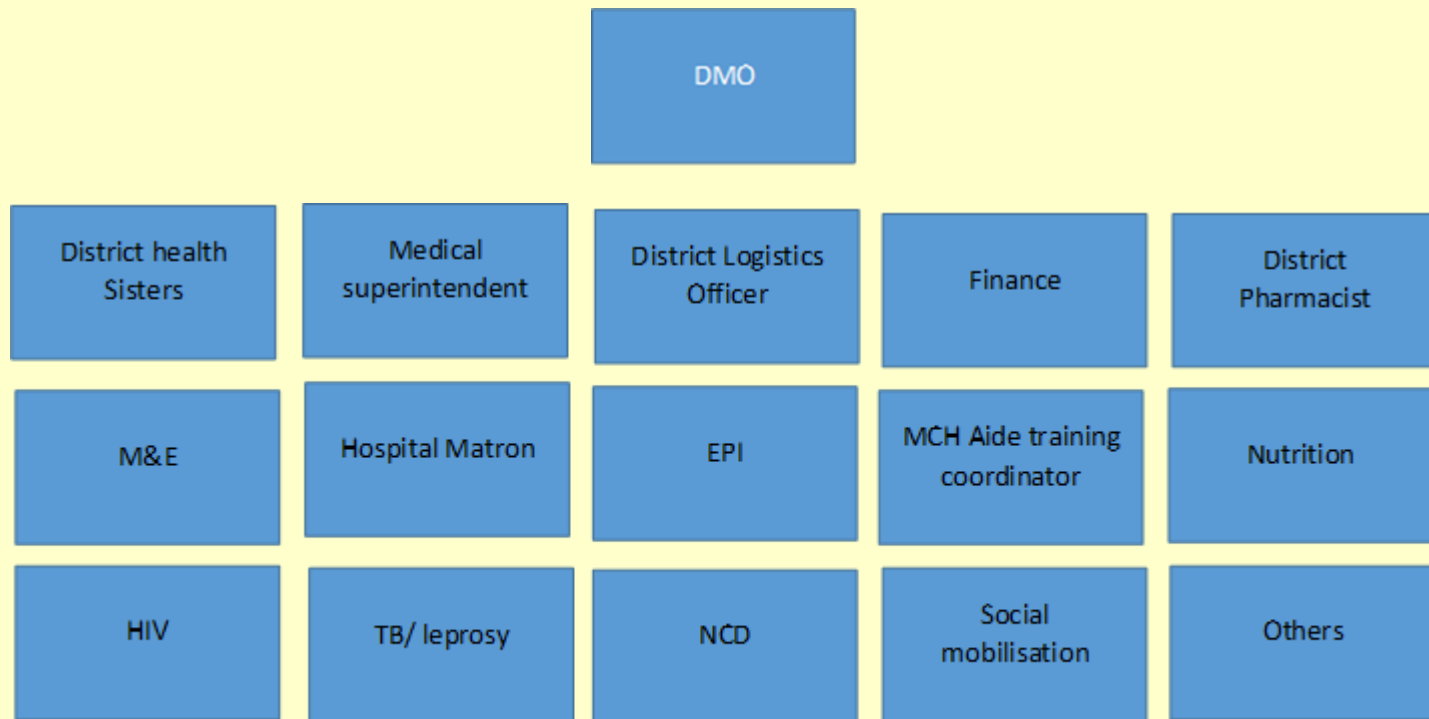 DMO
District health
Sisters
Medical
superintendent
District Logistics
Officer
Finance
District
Pharmacist
M&E
Hospital Matron
EPI
MCH Aide training
coordinator
Nutrition
HIV
TB/ leprosy
NCD
Social
mobilisation
Others